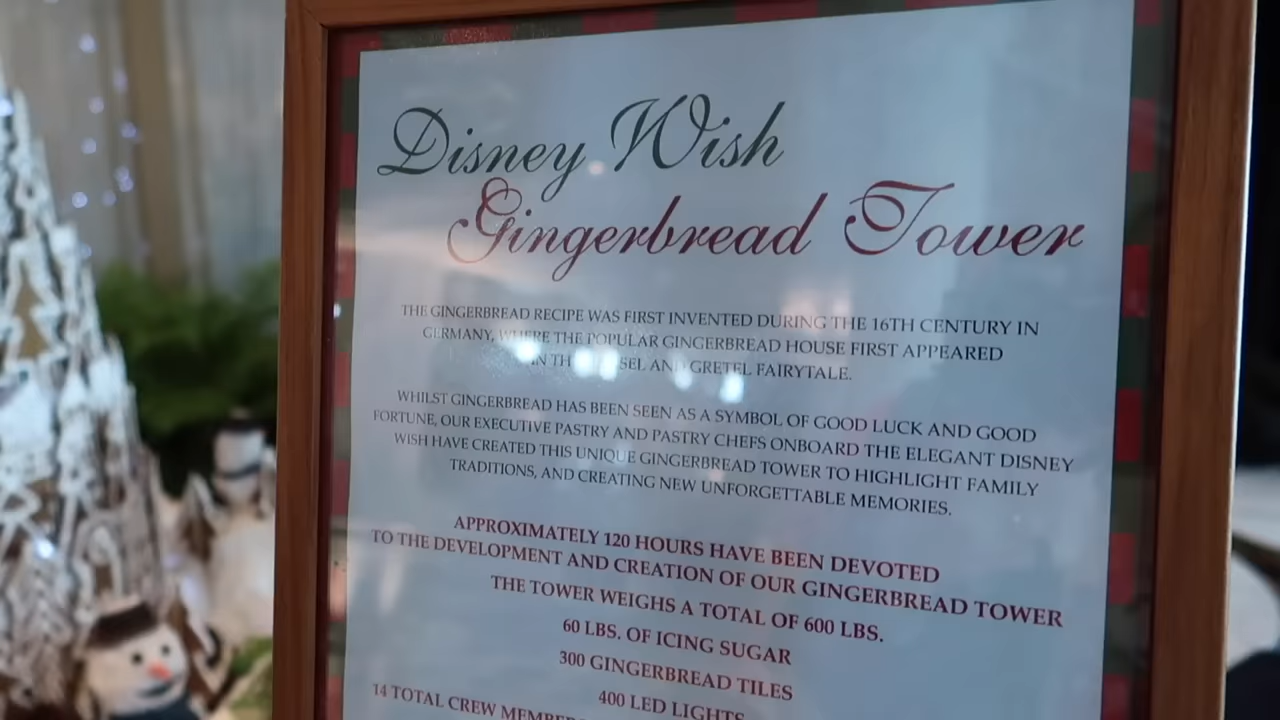 Disney Wish
Gingerbread Tower
THE GINGERBREAD RECIPE WAS FIRST INVENTED DURING THE 16TH CENTURY IN
GERMANY, WHERE THE POPULAR GINGERBREAD HOUSE FIRST APPEARED
IN AND GRETEL FAIRYTALE.
WHILST GINGERBREAD HAS BEEN SEEN AS A SYMBOL OF GOOD LUCK AND GOOD
FORTUNE, OUR EXECUTIVE PASTRY AND PASTRY CHEFS ONBOARD THE ELEGANT DISNEY
WISH HAVE CREATED THIS UNIQUE GINGERBREAD TOWER TO HIGHLIGHT FAMILY
TRADITIONS, AND CREATING NEW UNFORGETTABLE MEMORIES.
APPROXIMATELY 120 HOURS HAVE BEEN DEVOTED
TO THE DEVELOPMENT AND CREATION OF OUR GINGERBREAD TOWER
THE TOWER WEIGHS A TOTAL OF 600 LBS.
60 LBS. OF ICING SUGAR
300 GINGERBREAD TILES
400 LED LIGHTS
14 TOTAL CREW